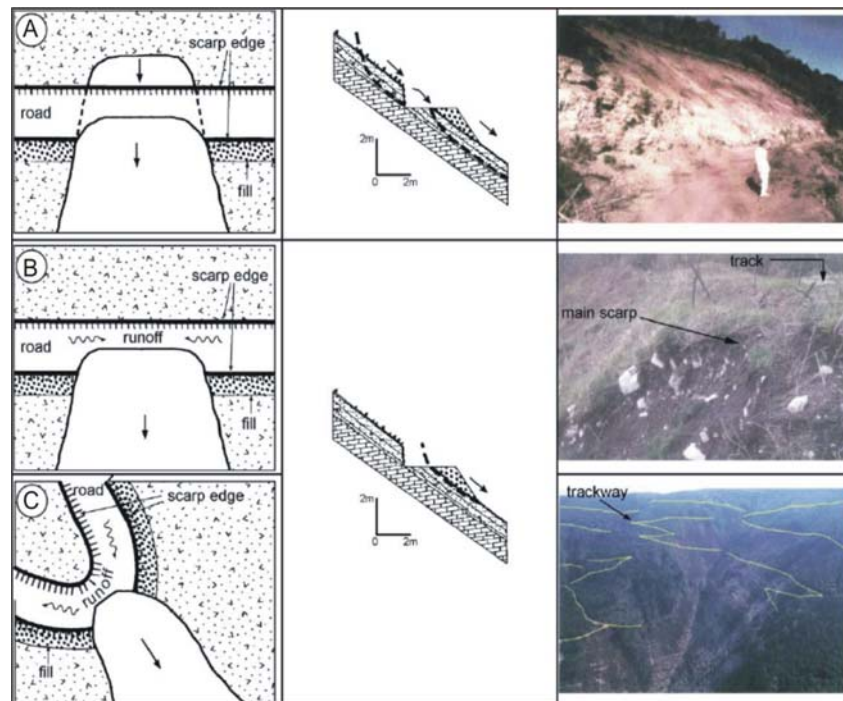 A
scarp edge
road
fill
2m
0
2m
B
scarp edge
road
runoff
fill
track
main scarp
2m
0
2m
C
road
scarp edge
runoff
fill
trackway